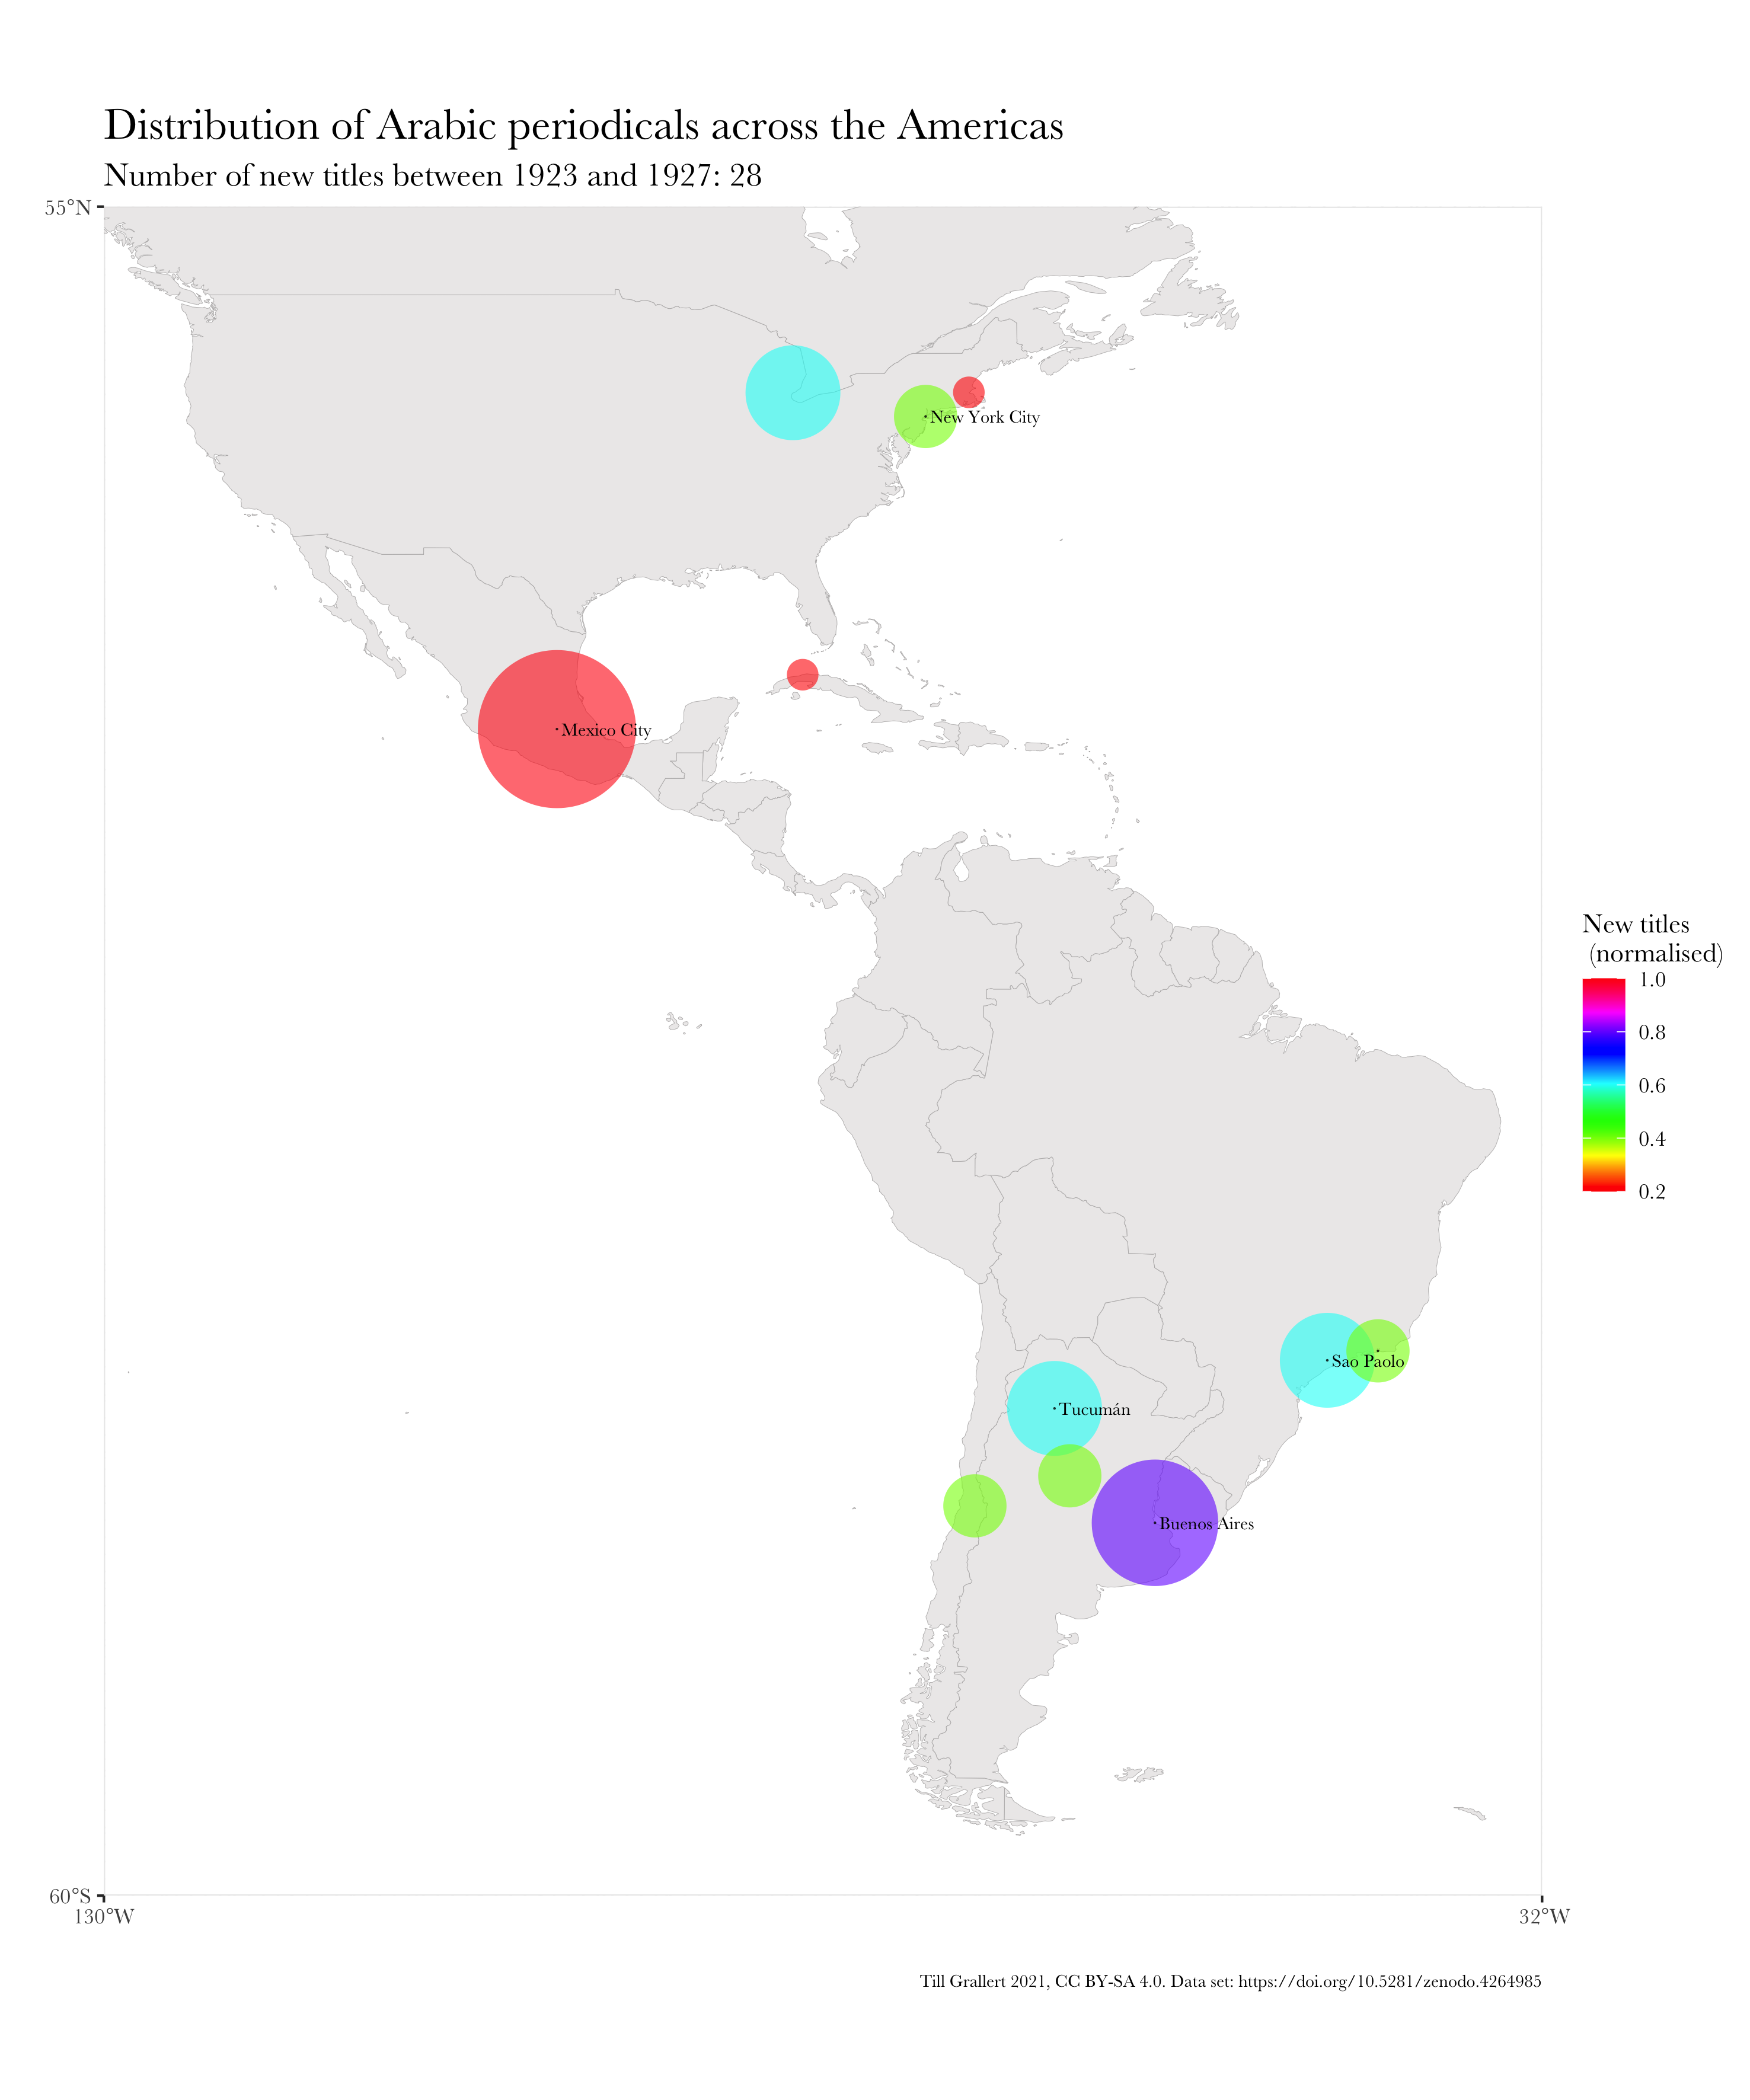 Distribution of Arabic periodicals across the Americas
Number of new titles between 1923 and 1927: 28
55°N
New York City
Mexico City
New titles
(normalised)
1.0
0.8
0.6
0.4
0.2
Sao Paolo
Tucumán
Buenos Aires
60°S
130°W
32°W
Till Grallert 2021, CC BY-SA 4.0. Data set: https://doi.org/10.5281/zenodo.4264985